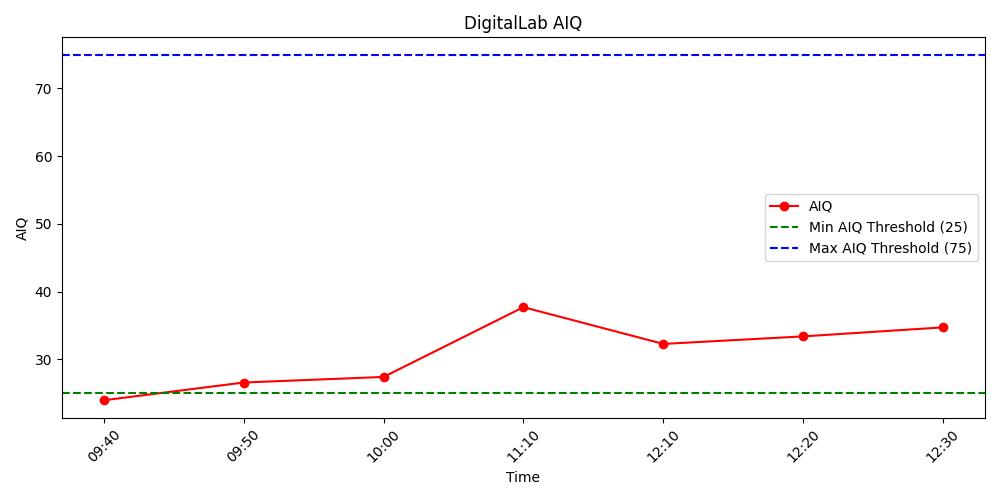 DigitalLab AIQ
70
60
50
40
30
AIQ
AIQ
Min AIQ Threshold (25)
Max AIQ Threshold (75)
09:40
09:50
10:00
11:10
12:10
12:20
12:30
Time